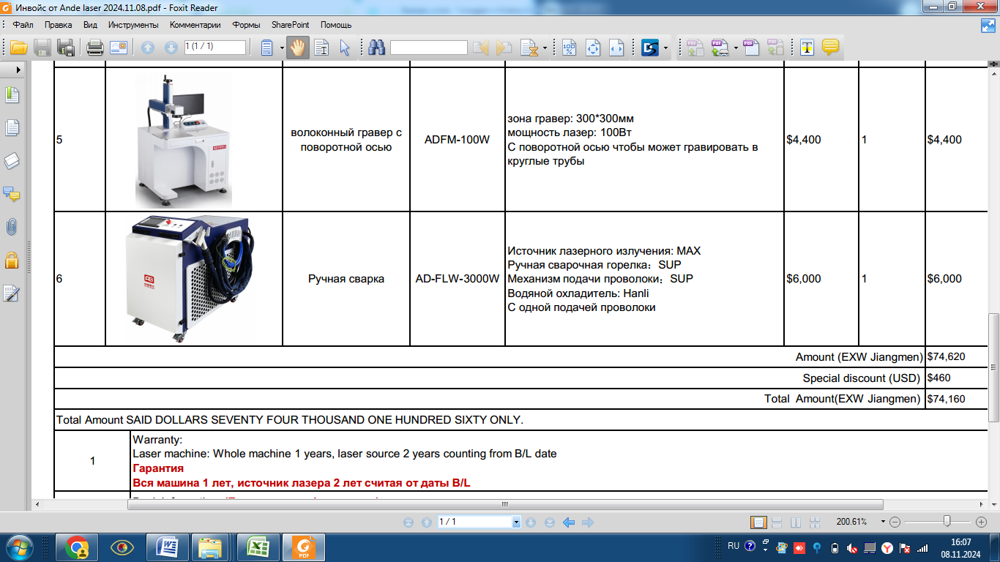 Инвойс от Ande laser 2024.11.08.pdf - Foxit Reader
Файл Правка Вид Инструменты Комментарии Формы SharePoint Помощь
1 (1 / 1)
5 волоконный гравер с поворотной осью ADFM-100W $4,400 1 $4,400
зона гравер: 300*300мм
мощность лазер: 100Вт
С поворотной осью чтобы может гравировать в
круглые трубы
6 Ручная сварка AD-FLW-3000W $6,000 1 $6,000
Источник лазерного излучения: MAX
Ручная сварочная горелка: SUP
Механизм подачи проволоки: SUP
Водяной охладитель: Hanli
С одной подачей проволоки
Amount (EXW Jiangmen) $74,620
Special discount (USD) $460
Total Amount(EXW Jiangmen) $74,160
Total Amount SAID DOLLARS SEVENTY FOUR THOUSAND ONE HUNDRED SIXTY ONLY.
1
Warranty:
Laser machine: Whole machine 1 years, laser source 2 years counting from B/L date
Гарантия
Вся машина 1 лет, источник лазера 2 лет считая от даты B/L
1 / 1
200.61%
RU
16:07
08.11.2024